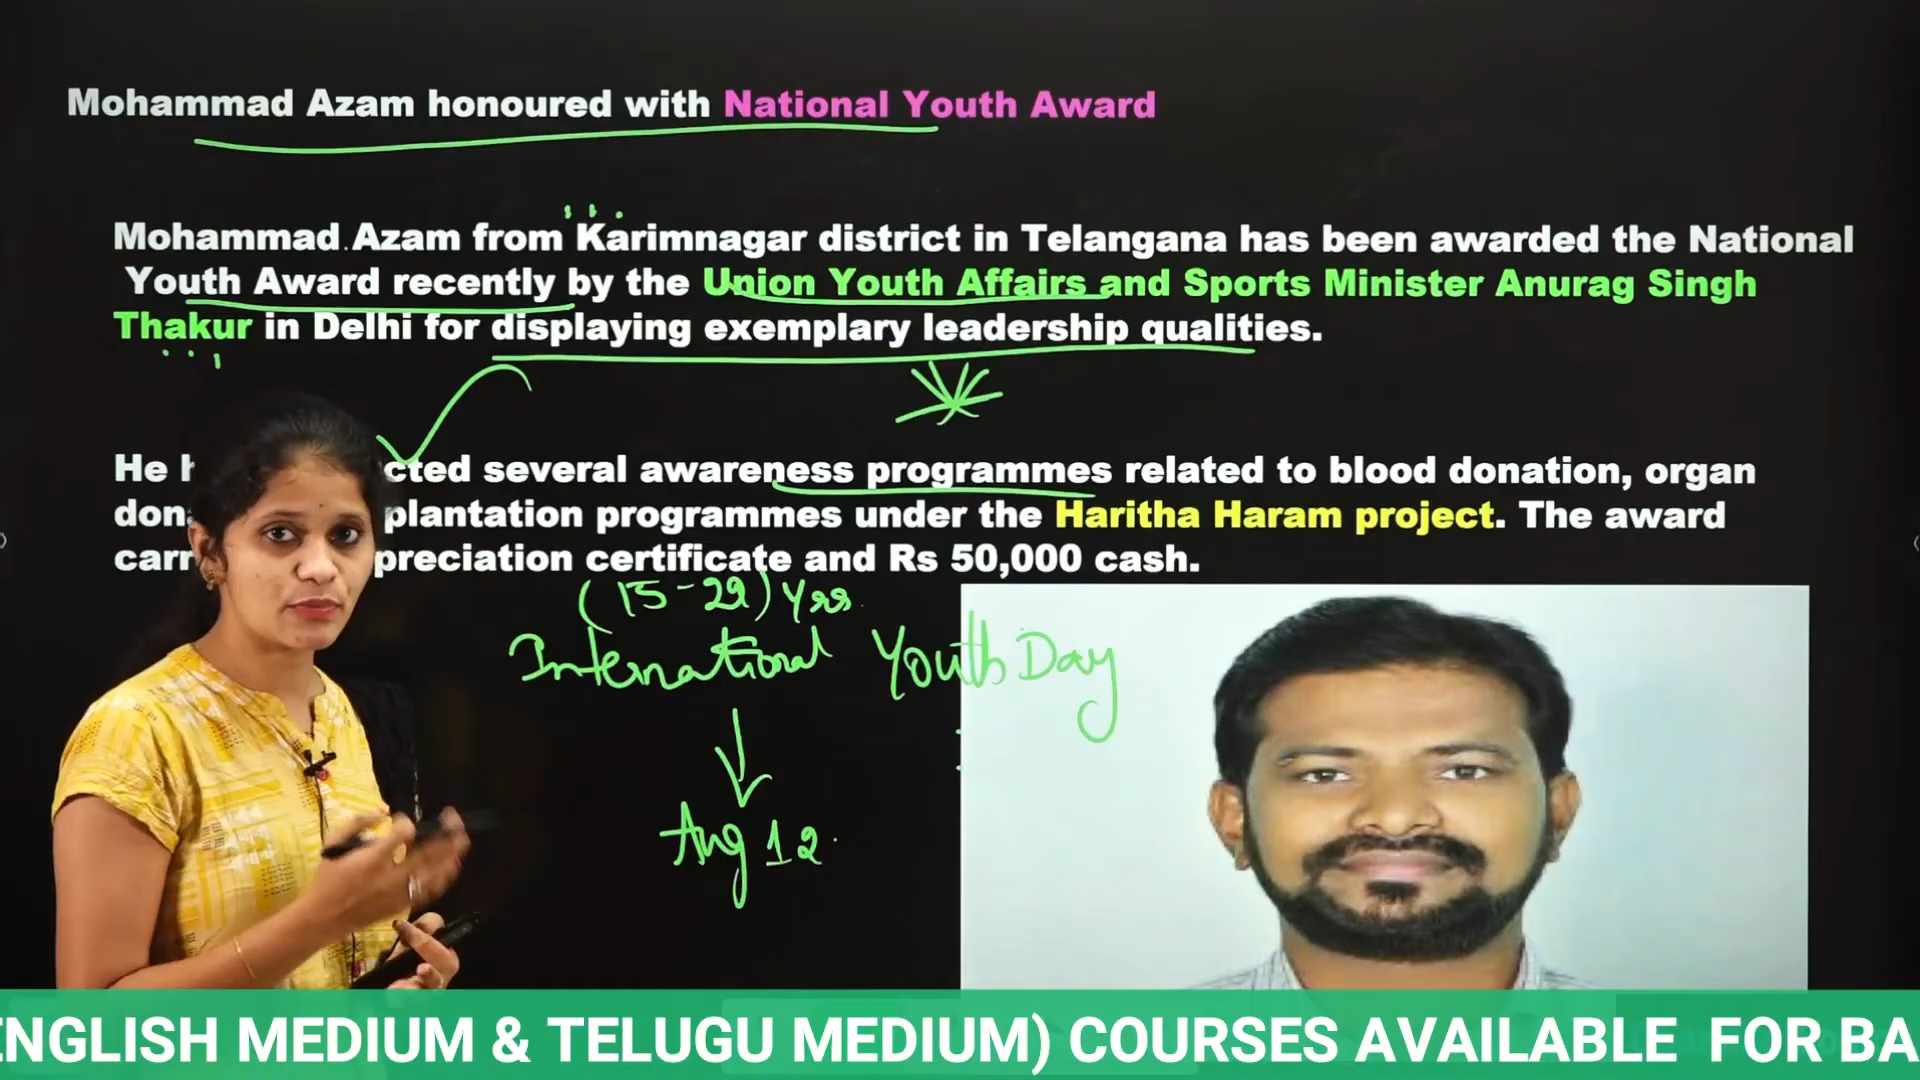 Mohammad Azam honoured with National Youth Award
Mohammad Azam from Karimnagar district in Telangana has been awarded the National
Youth Award recently by the Union Youth Affairs and Sports Minister Anurag Singh
Thakur in Delhi for displaying exemplary leadership qualities.
He cted several awareness programmes related to blood donation, organ
don plantation programmes under the Haritha Haram project. The award
carr preciation certificate and Rs 50,000 cash.
(15-29) Yrs
International Youth Day
Aug 12
ENGLISH MEDIUM & TELUGU MEDIUM) COURSES AVAILABLE FOR BA